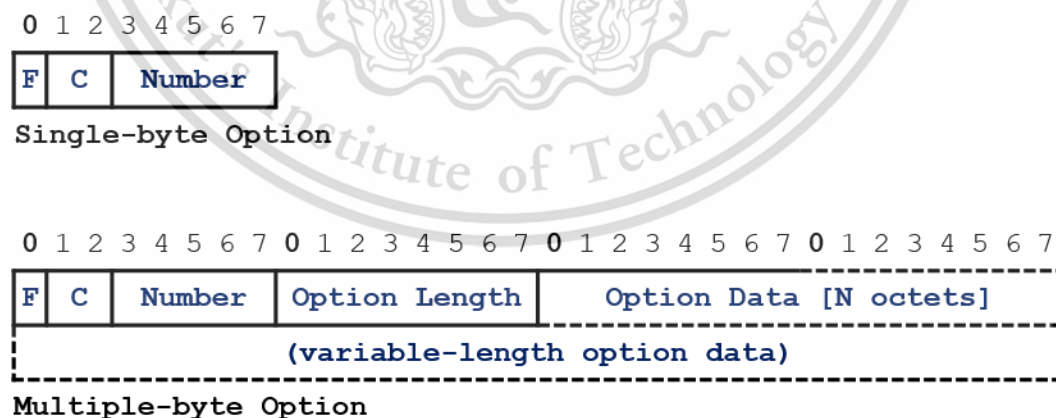 0 1 2 3 4 5 6 7
F C Number
Single-byte Option
0 1 2 3 4 5 6 7 0 1 2 3 4 5 6 7 0 1 2 3 4 5 6 7 0 1 2 3 4 5 6 7
F C Number Option Length Option Data [N octets]
(variable-length option data)
Multiple-byte Option
's Institute of Technology